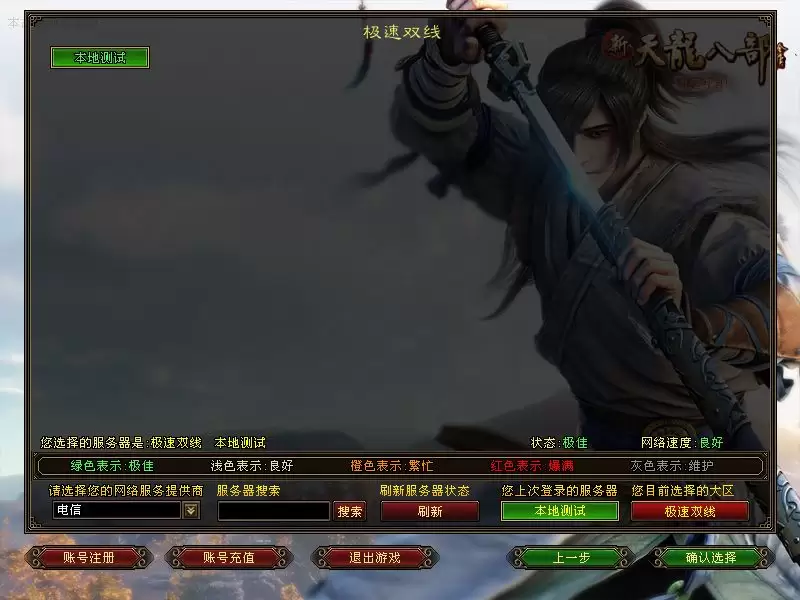 极速双线
新天龍八部
本地测试
您选择的服务器是:极速双线 本地测试 状态:极佳 网络速度:良好
绿色表示:极佳 浅色表示:良好 橙色表示:繁忙 红色表示:爆满 灰色表示:维护
请选择您的网络服务提供商 服务器搜索 刷新服务器状态 您上次登录的服务器 您目前选择的大区
电信 搜索 刷新 本地测试 极速双线
账号注册 账号充值 退出游戏 上一步 确认选择